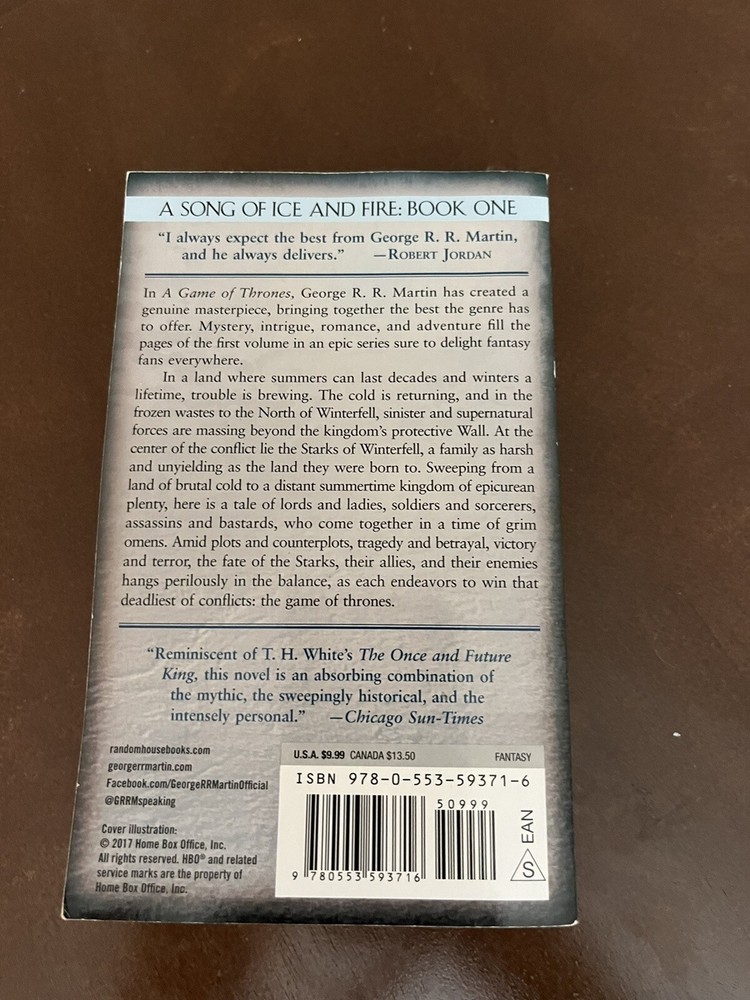 A SONG OF ICE AND FIRE: BOOK ONE
“I always expect the best from George R. R. Martin,
and he always delivers.” —ROBERT JORDAN
In A Game of Thrones, George R. R. Martin has created a
genuine masterpiece, bringing together the best the genre has
to offer. Mystery, intrigue, romance, and adventure fill the
pages of the first volume in an epic series sure to delight fantasy
fans everywhere.
In a land where summers can last decades and winters a
lifetime, trouble is brewing. The cold is returning, and in the
frozen wastes to the North of Winterfell, sinister and supernatural
forces are massing beyond the kingdom’s protective Wall. At the
center of the conflict lie the Starks of Winterfell, a family as harsh
and unyielding as the land they were born to. Sweeping from a
land of brutal cold to a distant summertime kingdom of epicurean
plenty, here is a tale of lords and ladies, soldiers and sorcerers,
assassins and bastards, who come together in a time of grim
omens. Amid plots and counterplots, tragedy and betrayal, victory
and terror, the fate of the Starks, their allies, and their enemies
hangs perilously in the balance, as each endeavors to win that
deadliest of conflicts: the game of thrones.
“Reminiscent of T. H. White’s The Once and Future
King, this novel is an absorbing combination of
the mythic, the sweepingly historical, and the
intensely personal.” —Chicago Sun-Times
randomhousebooks.com
georgerrmartin.com
Facebook.com/GeorgeRRMartinOfficial
@GRRMspeaking
Cover illustration:
© 2017 Home Box Office, Inc.
All rights reserved. HBO® and related
service marks are the property of
Home Box Office, Inc.
U.S.A. $9.99 CANADA $13.50 FANTASY
ISBN 978-0-553-59371-6
50999
9 780553 593716
S EAN